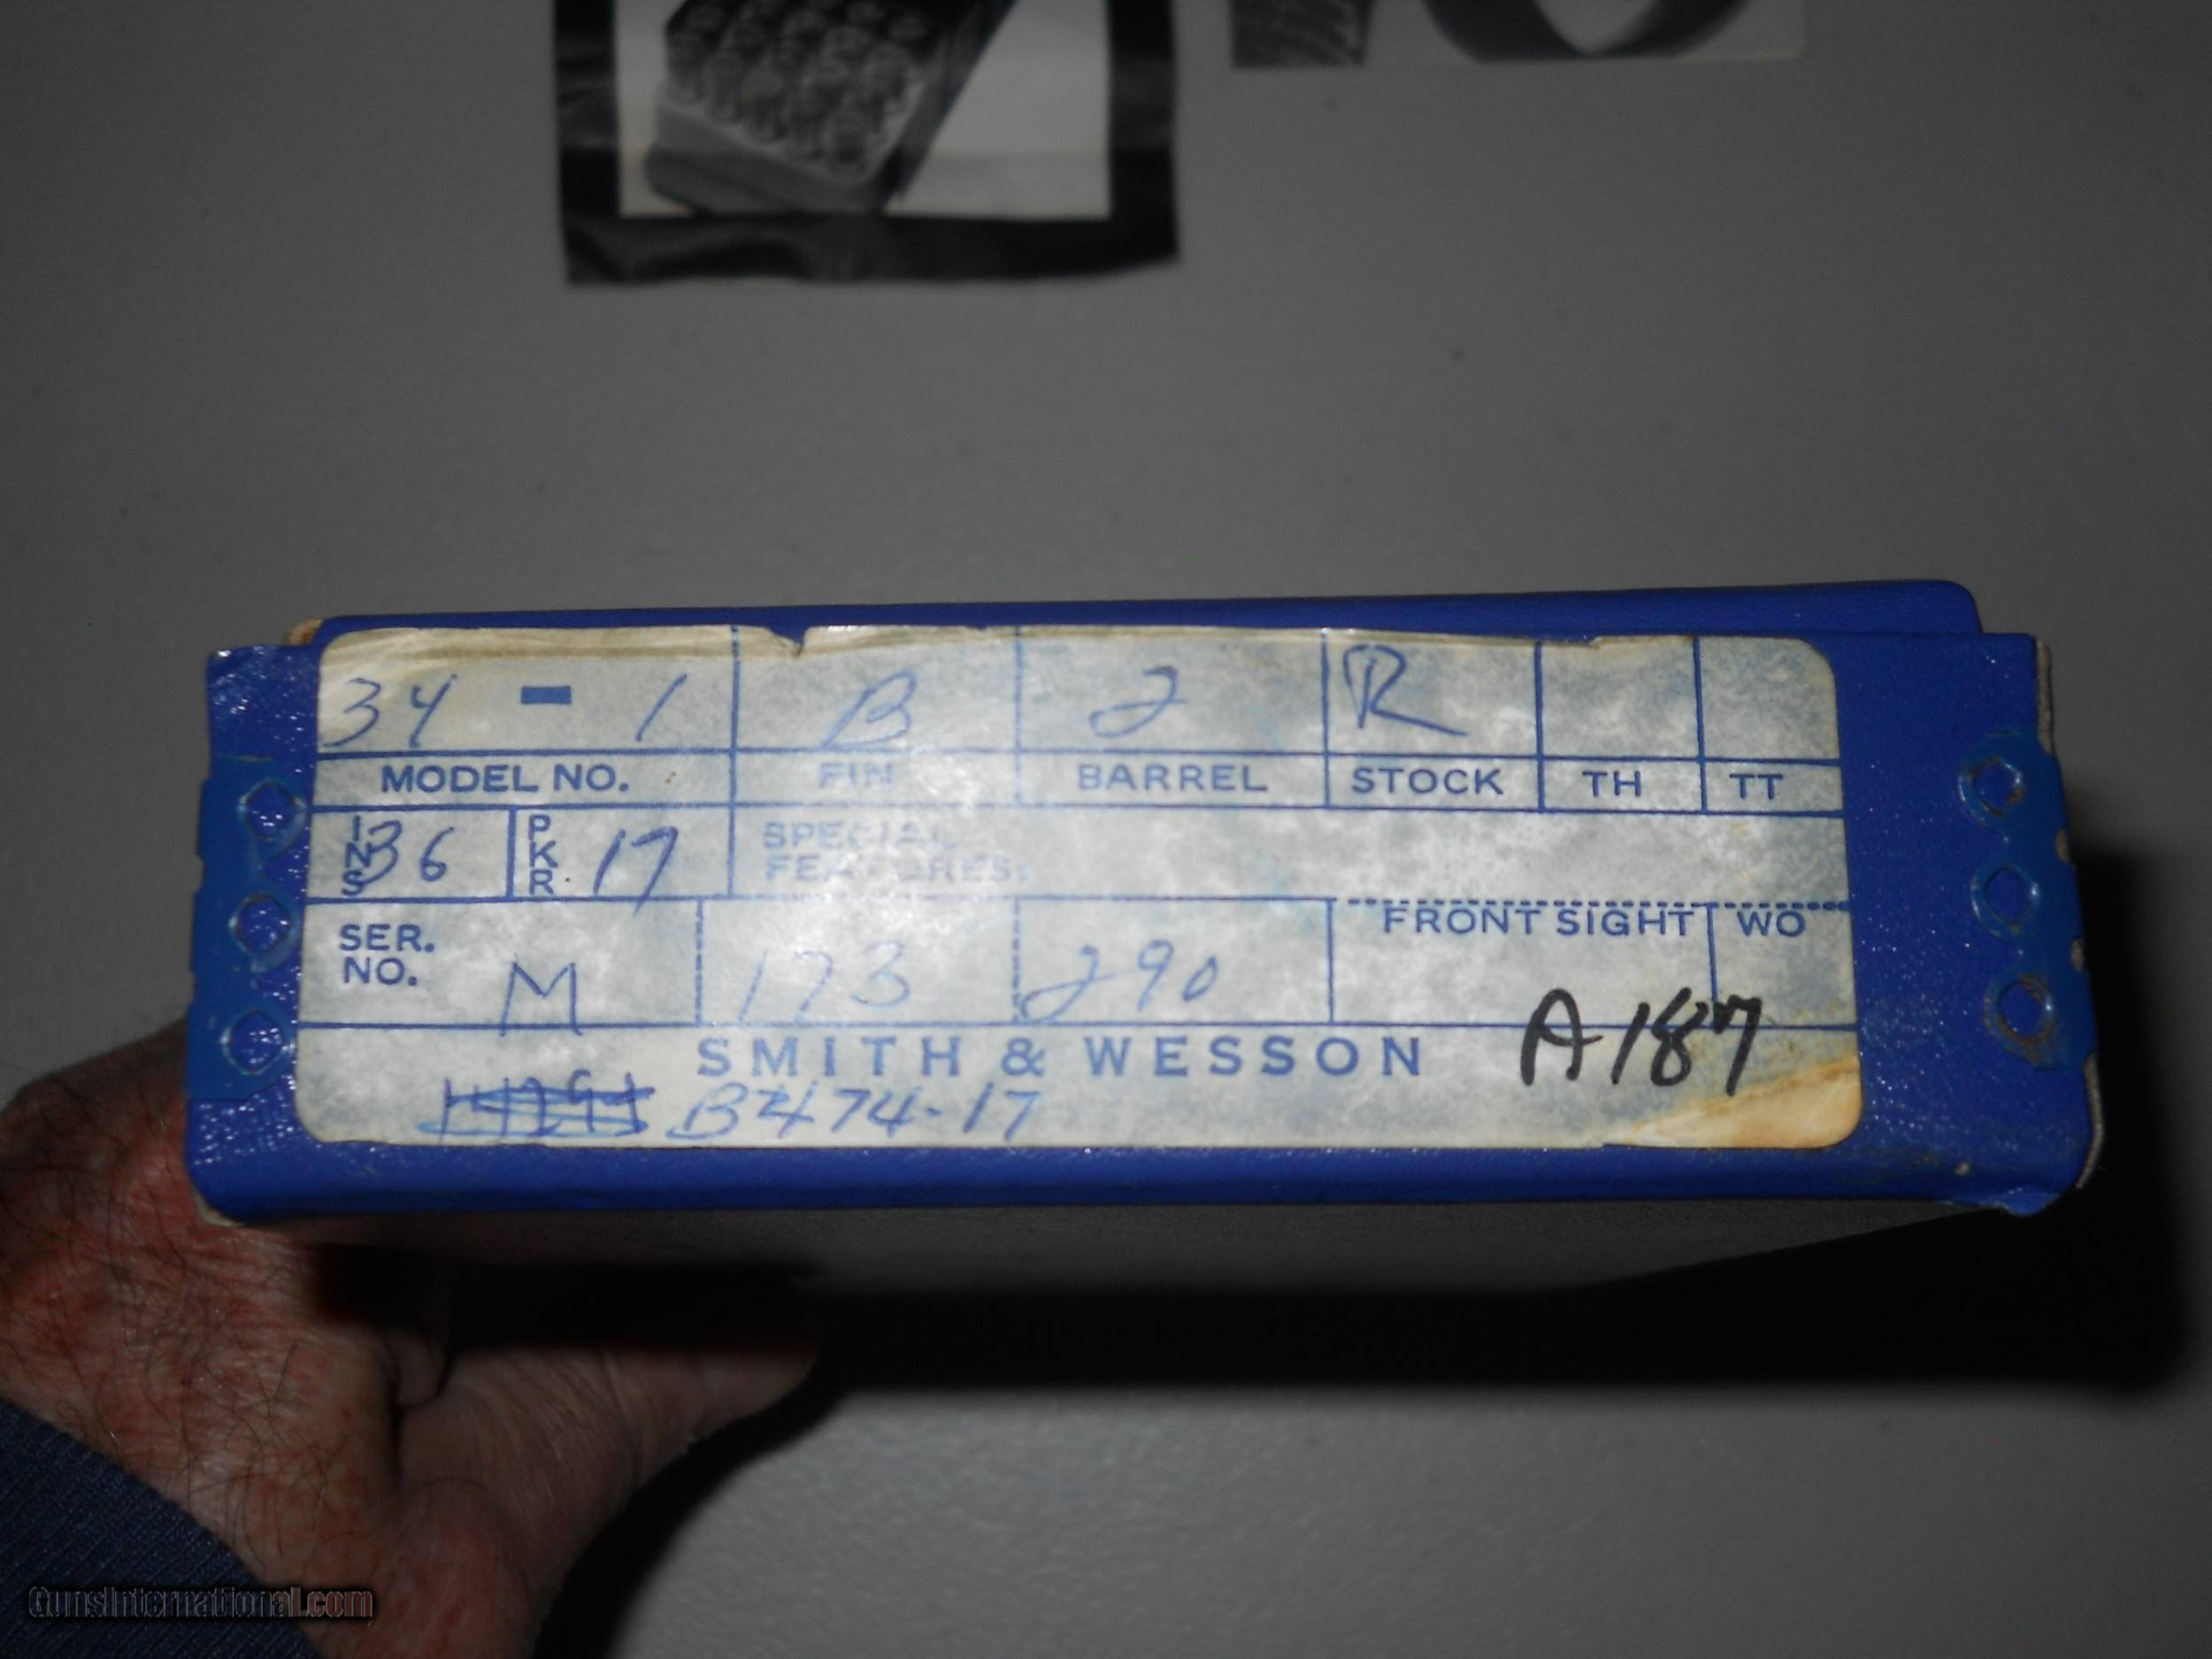 34 - 1 B 2 R
MODEL NO. FIN BARREL STOCK TH TT
INS 36 PKR. 17 SPECIAL FEATURES:
FRONT SIGHT WO
SER. NO. M 173 290
A187
SMITH & WESSON
B474-17
GunsInternational.com